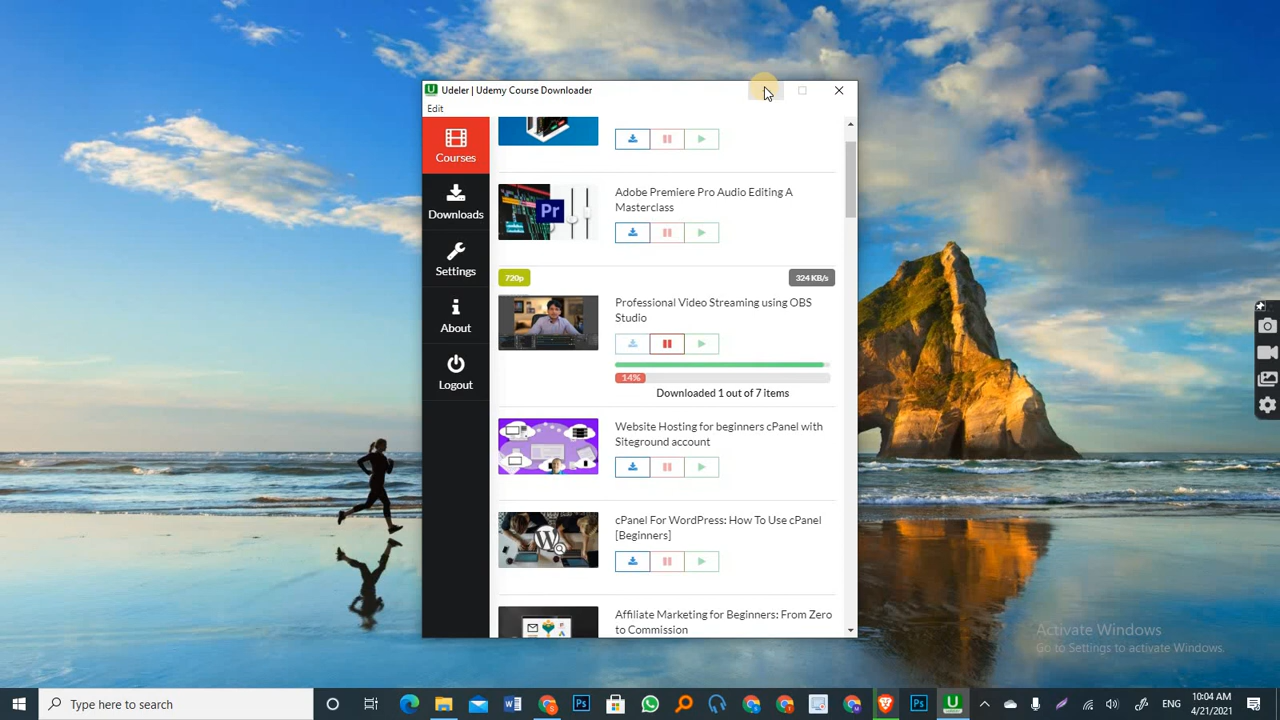 Udeler | Udemy Course Downloader
Edit
Courses
Downloads
Settings
About
Logout
Adobe Premiere Pro Audio Editing A
Masterclass
720p
324 KB/s
Professional Video Streaming using OBS
Studio
14%
Downloaded 1 out of 7 items
Website Hosting for beginners cPanel with
Siteground account
cPanel For WordPress: How To Use cPanel
[Beginners]
Affiliate Marketing for Beginners: From Zero
to Commission
Pr
Activate Windows
Go to Settings to activate Windows.
Type here to search
Ps
Ps
ENG
10:04 AM
4/21/2021